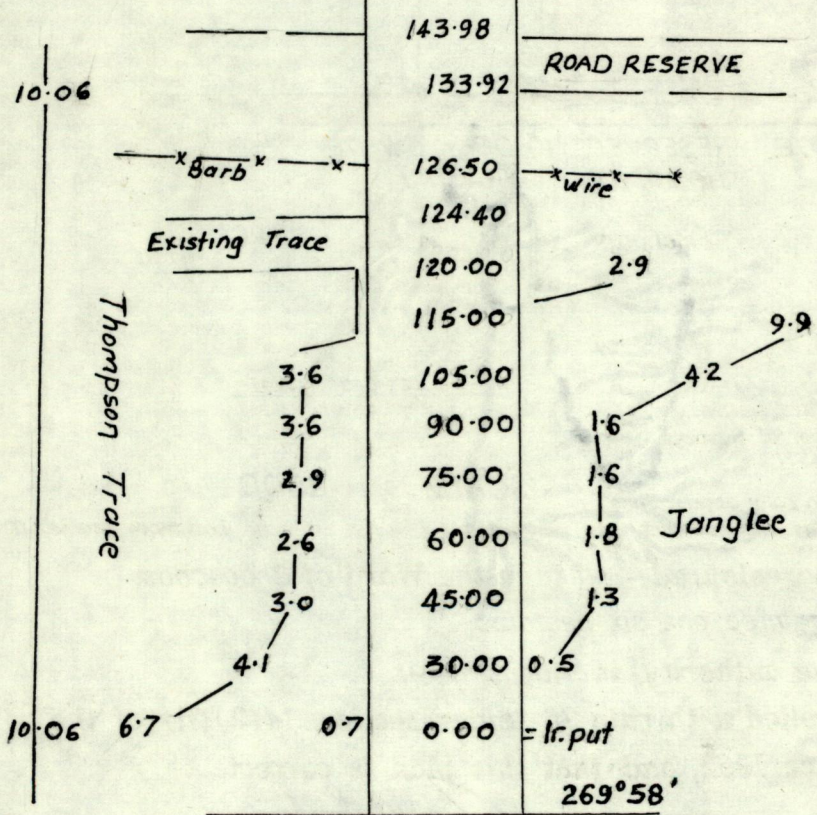 143.98
ROAD RESERVE
10.06 133.92
Barb 126.50 Wire
124.40
Existing Trace
120.00 2.9
115.00 9.9
3.6 105.00 4.2
3.6 90.00 1.6
2.9 75.00 1.6
Thompson Trace
Janglee
2.6 60.00 1.8
3.0 45.00 1.3
4.1 30.00 0.5
10.06 6.7 0.7 0.00 = Ir. put
269°58'